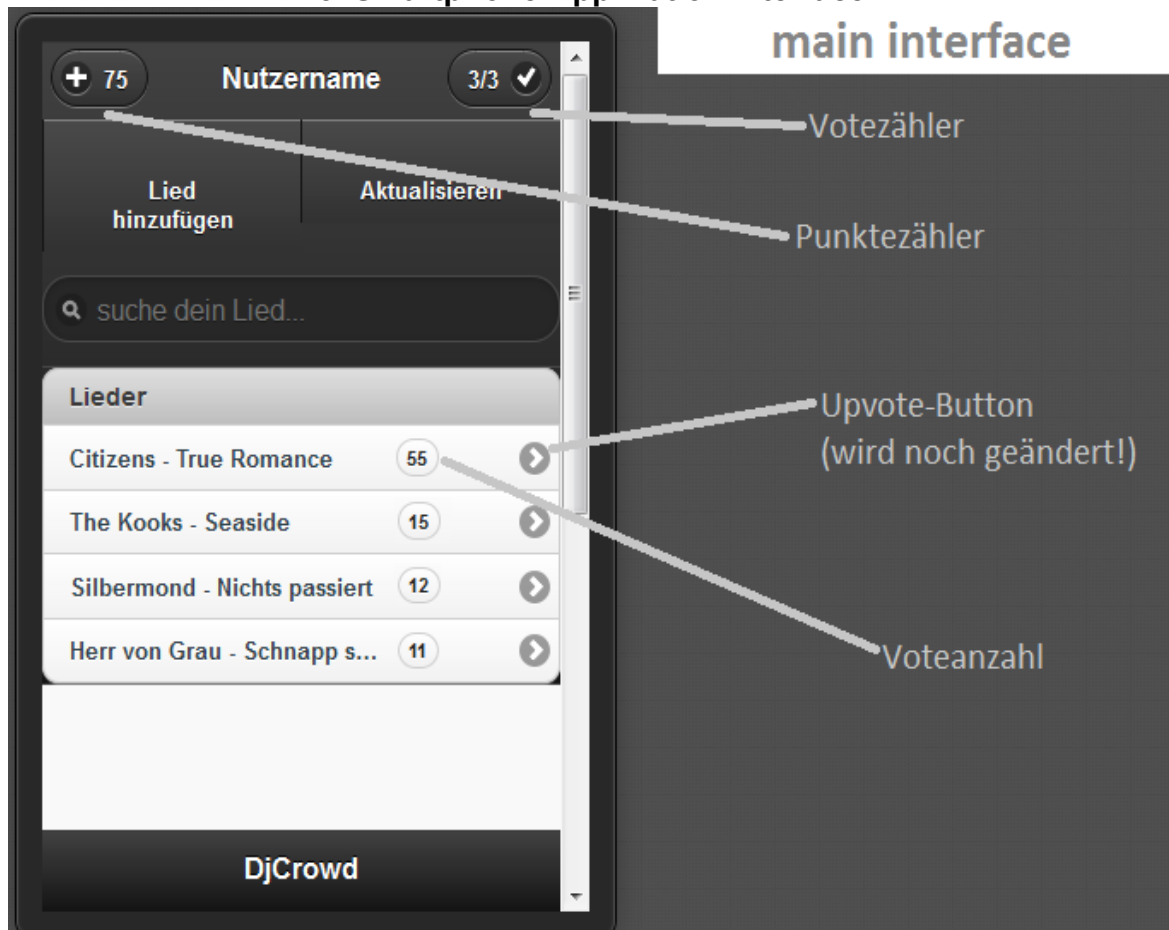 main interface
75 Nutzername 3/3
Votezähler
Lied
hinzufügen
Aktualisieren
Punktezähler
suche dein Lied...
Lieder
Upvote-Button
(wird noch geändert!)
Citizens - True Romance 55
The Kooks - Seaside 15
Silbermond - Nichts passiert 12
Herr von Grau - Schnapp s... 11
Voteanzahl
DjCrowd